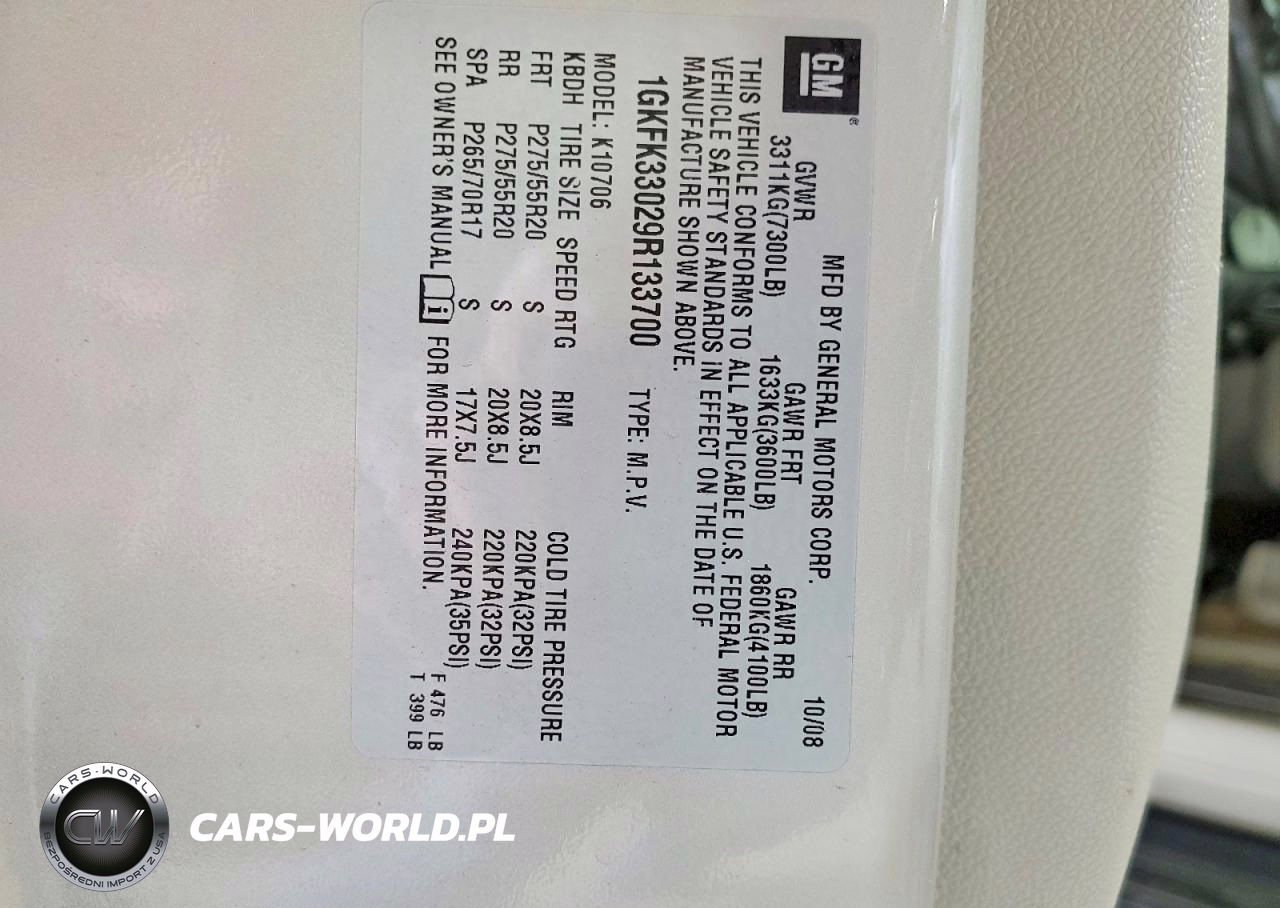 GM®
MFD BY GENERAL MOTORS CORP. 10/08
GVWR GAWR FRT GAWR RR
3311KG(7300LB) 1633KG(3600LB) 1860KG(4100LB)
THIS VEHICLE CONFORMS TO ALL APPLICABLE U.S. FEDERAL MOTOR
VEHICLE SAFETY STANDARDS IN EFFECT ON THE DATE OF
MANUFACTURE SHOWN ABOVE.
1GKFK33029R133700 TYPE: M.P.V.
MODEL: K10706
KBDH TIRE SIZE SPEED RTG RIM COLD TIRE PRESSURE
FRT P275/55R20 S 20X8.5J 220KPA(32PSI)
RR P275/55R20 S 20X8.5J 220KPA(32PSI)
SPA P265/70R17 S 17X7.5J 240KPA(35PSI)
SEE OWNER'S MANUAL i FOR MORE INFORMATION.
F 476 LB
T 399 LB
CARS-WORLD
CW
BEZPOŚREDNI IMPORT Z USA
CARS-WORLD.PL